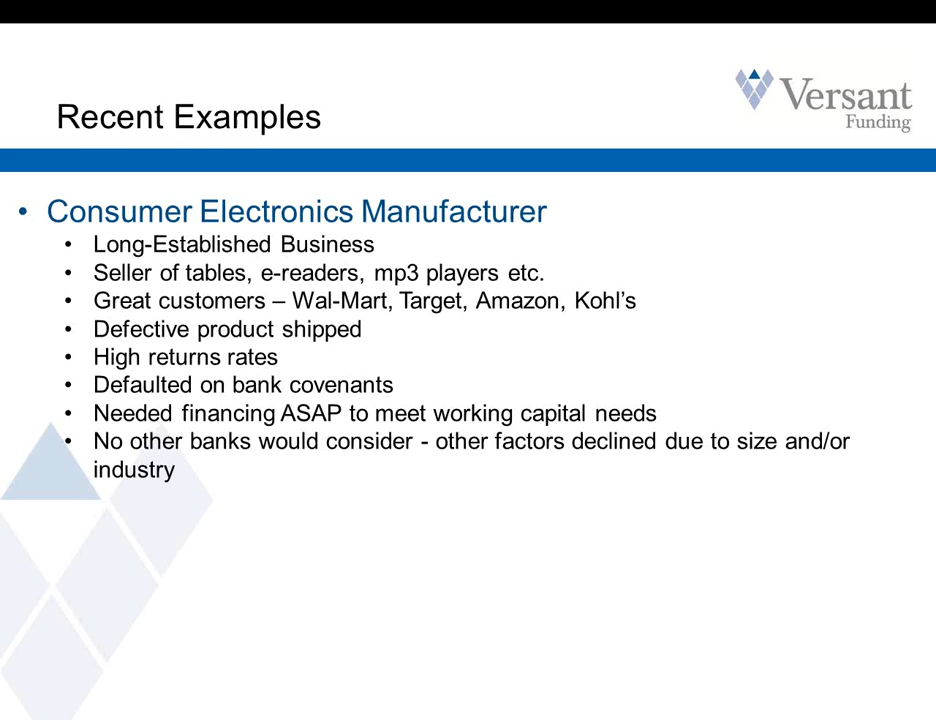 Versant
Funding
Recent Examples
• Consumer Electronics Manufacturer
• Long-Established Business
• Seller of tables, e-readers, mp3 players etc.
• Great customers – Wal-Mart, Target, Amazon, Kohl’s
• Defective product shipped
• High returns rates
• Defaulted on bank covenants
• Needed financing ASAP to meet working capital needs
• No other banks would consider - other factors declined due to size and/or
industry